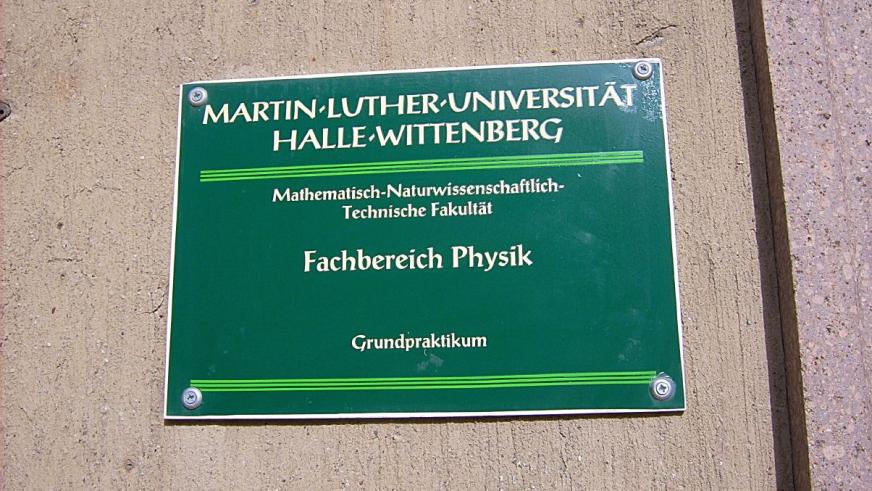 MARTIN-LUTHER-UNIVERSITÄT
HALLE-WITTENBERG
Mathematisch-Naturwissenschaftlich-
Technische Fakultät
Fachbereich Physik
Grundpraktikum